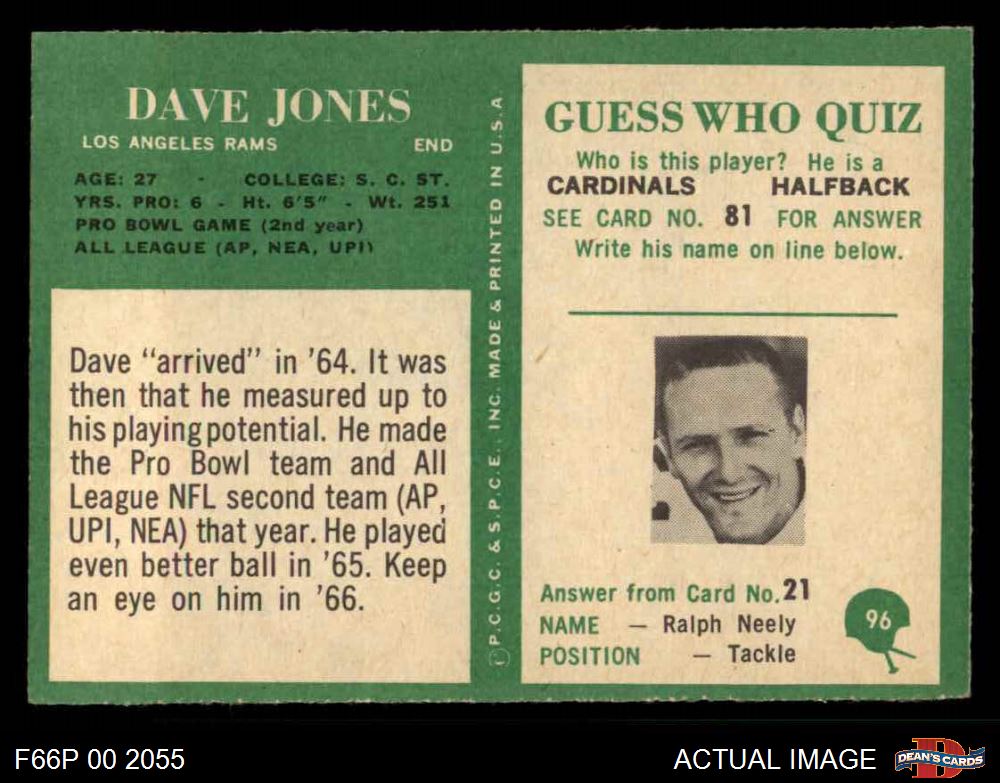 DAVE JONES
LOS ANGELES RAMS END
AGE: 27 - COLLEGE: S. C. ST.
YRS. PRO: 6 - Ht. 6'5" - Wt. 251
PRO BOWL GAME (2nd year)
ALL LEAGUE (AP, NEA, UPI)
Dave “arrived” in ’64. It was
then that he measured up to
his playing potential. He made
the Pro Bowl team and All
League NFL second team (AP,
UPI, NEA) that year. He played
even better ball in ’65. Keep
an eye on him in ’66.
©P.C.G.C. & S.P.C.E., INC. MADE & PRINTED IN U.S.A
GUESS WHO QUIZ
Who is this player? He is a
CARDINALS HALFBACK
SEE CARD NO. 81 FOR ANSWER
Write his name on line below.
Answer from Card No. 21
NAME — Ralph Neely
POSITION — Tackle
96
F66P 00 2055
ACTUAL IMAGE
D
DEAN'S CARDS